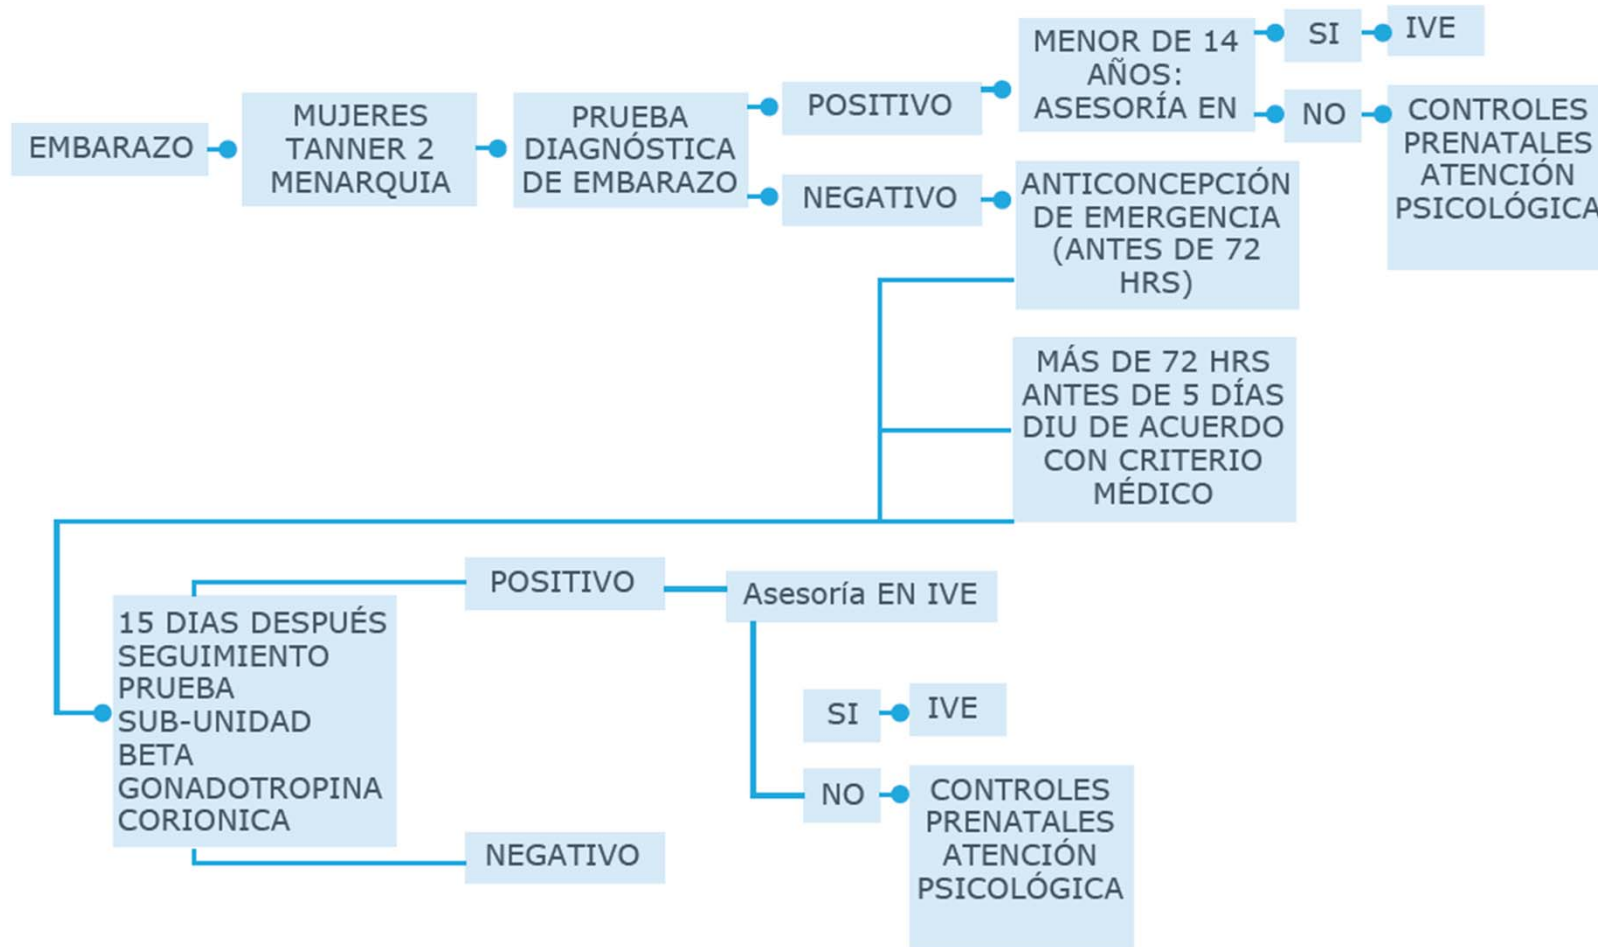 EMBARAZO
MUJERES
TANNER 2
MENARQUIA
PRUEBA
DIAGNÓSTICA
DE EMBARAZO
POSITIVO
MENOR DE 14
AÑOS:
ASESORÍA EN
SI
IVE
NO
CONTROLES
PRENATALES
ATENCIÓN
PSICOLÓGICA
NEGATIVO
ANTICONCEPCIÓN
DE EMERGENCIA
(ANTES DE 72
HRS)
MÁS DE 72 HRS
ANTES DE 5 DÍAS
DIU DE ACUERDO
CON CRITERIO
MÉDICO
15 DIAS DESPUÉS
SEGUIMIENTO
PRUEBA
SUB-UNIDAD
BETA
GONADOTROPINA
CORIONICA
POSITIVO
Asesoría EN IVE
SI
IVE
NO
CONTROLES
PRENATALES
ATENCIÓN
PSICOLÓGICA
NEGATIVO